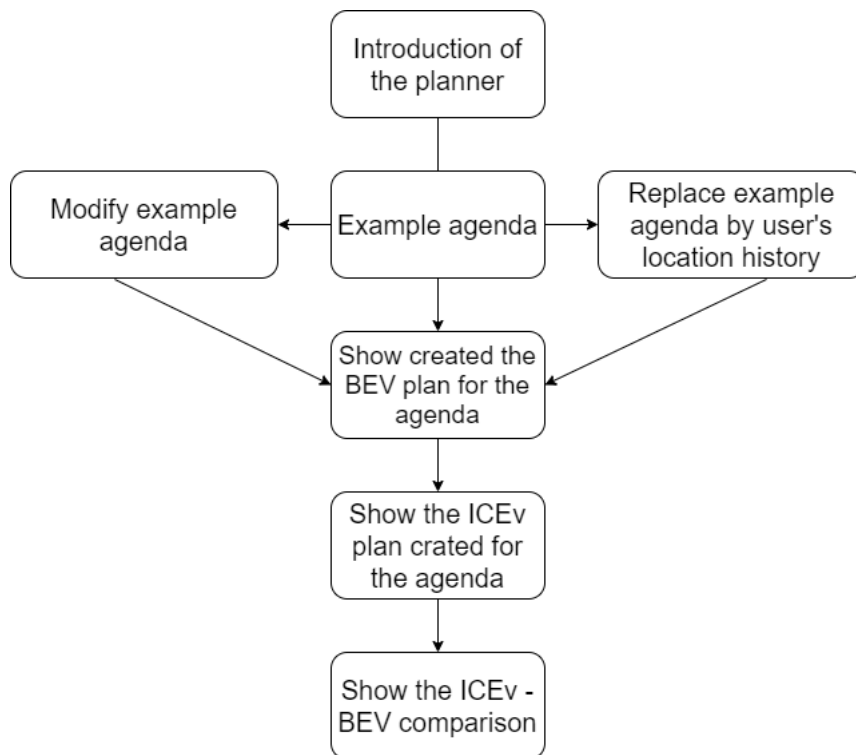 Introduction of
the planner
Modify example
agenda
Example agenda
Replace example
agenda by user's
location history
Show created the
BEV plan for the
agenda
Show the ICEv
plan crated for
the agenda
Show the ICEv -
BEV comparison